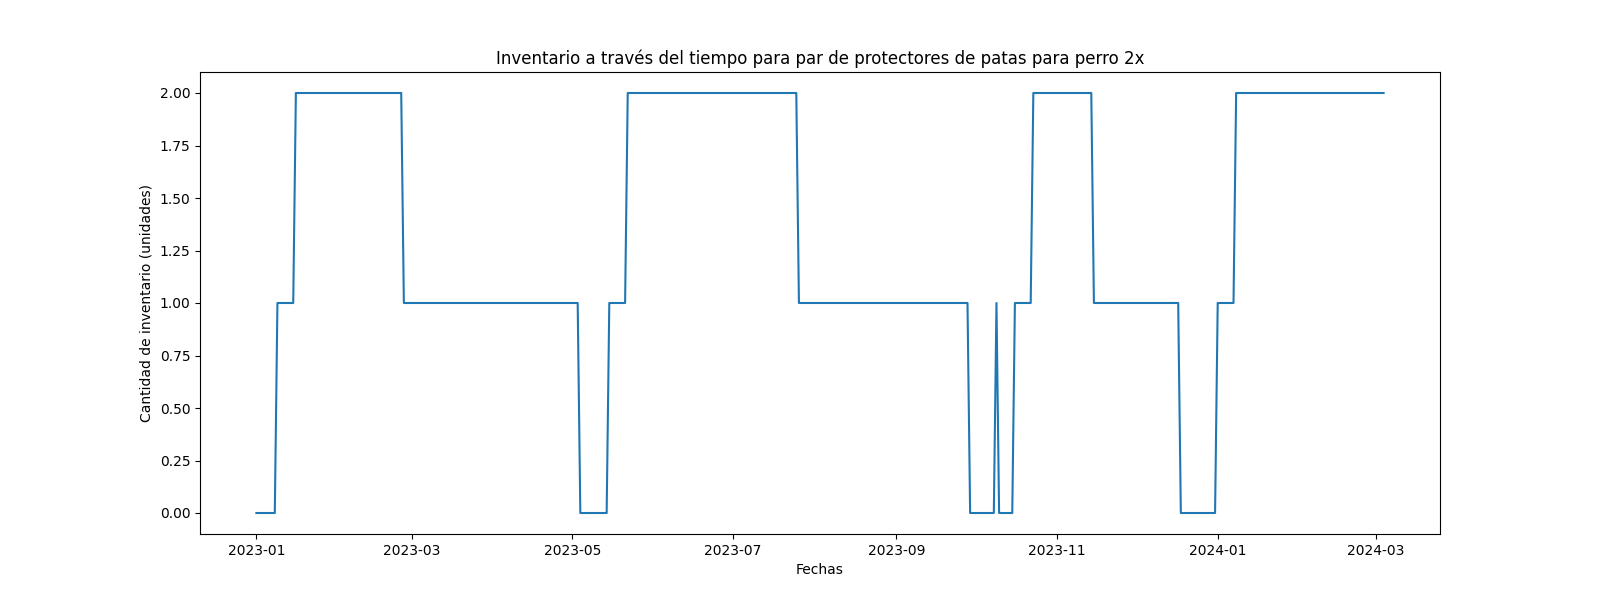 Inventario a través del tiempo para par de protectores de patas para perro 2x
Cantidad de inventario (unidades)
2.00
1.75
1.50
1.25
1.00
0.75
0.50
0.25
0.00
2023-01 2023-03 2023-05 2023-07 2023-09 2023-11 2024-01 2024-03
Fechas